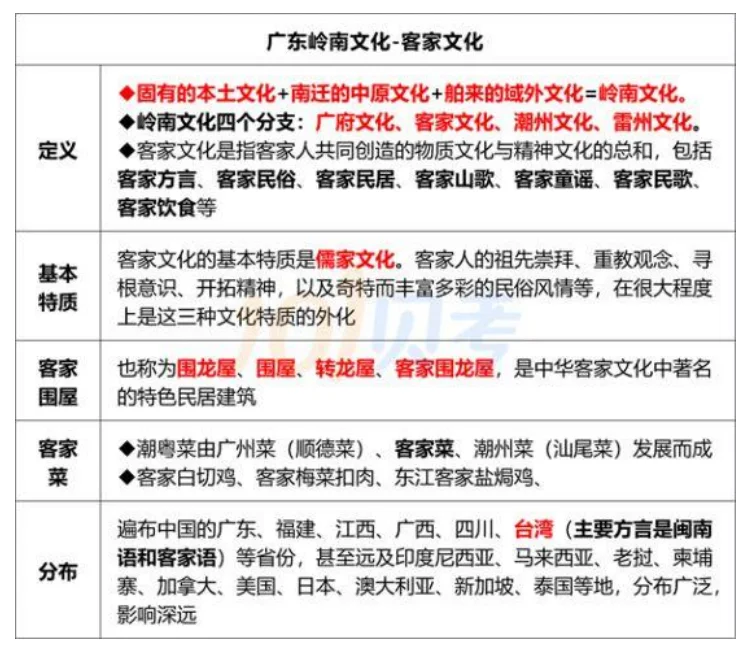 广东岭南文化-客家文化
定义
◆固有的本土文化+南迁的中原文化+舶来的域外文化=岭南文化。
◆岭南文化四个分支：广府文化、客家文化、潮州文化、雷州文化。
◆客家文化是指客家人共同创造的物质文化与精神文化的总和，包括
客家方言、客家民俗、客家民居、客家山歌、客家童谣、客家民歌、
客家饮食等
基本
特质
客家文化的基本特质是儒家文化。客家人的祖先崇拜、重教观念、寻
根意识、开拓精神，以及奇特而丰富多彩的民俗风情等，在很大程度
上是这三种文化特质的外化
客家
围屋
也称为围龙屋、围屋、转龙屋、客家围龙屋，是中华客家文化中著名
的特色民居建筑
客家
菜
◆潮粤菜由广州菜（顺德菜）、客家菜、潮州菜（汕尾菜）发展而成
◆客家白切鸡、客家梅菜扣肉、东江客家盐焗鸡、
分布
遍布中国的广东、福建、江西、广西、四川、台湾（主要方言是闽南
语和客家语）等省份，甚至远及印度尼西亚、马来西亚、老挝、柬埔
寨、加拿大、美国、日本、澳大利亚、新加坡、泰国等地，分布广泛，
影响深远
101贝考